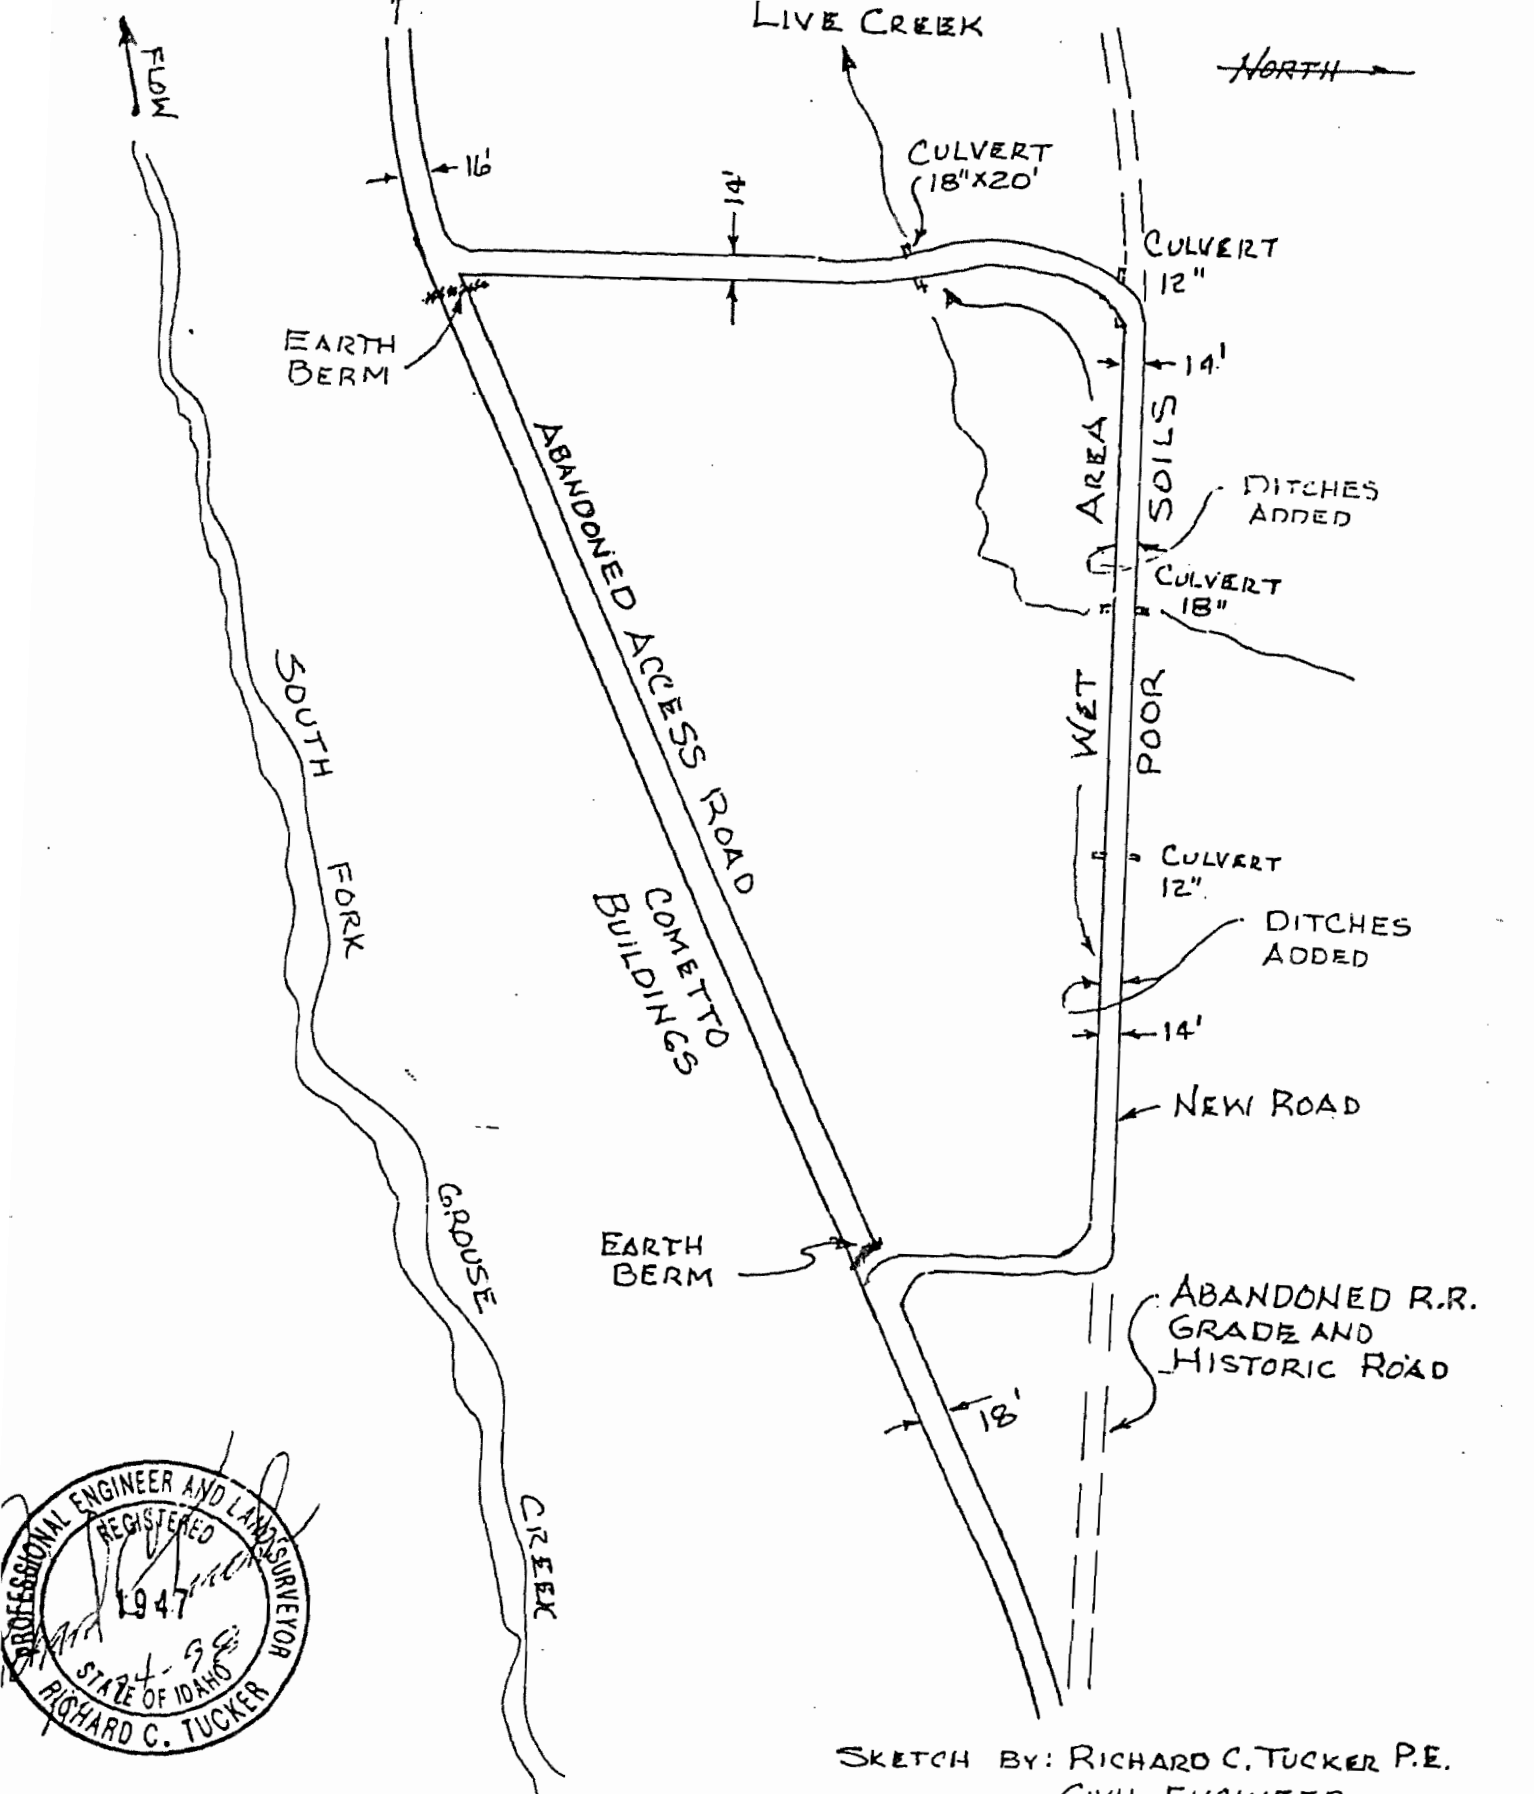 LIVE CREEK
FLOW
NORTH
16'
14'
CULVERT
18"X20'
CULVERT
12"
EARTH
BERM
14'
WET AREA
POOR SOILS
DITCHES
ADDED
CULVERT
18"
ABANDONED ACCESS ROAD
SOUTH FORK GROUSE CREEK
COMETTO
BUILDINGS
CULVERT
12"
DITCHES
ADDED
14'
NEW ROAD
EARTH
BERM
ABANDONED R.R.
GRADE AND
HISTORIC ROAD
18'
PROFESSIONAL ENGINEER AND LAND SURVEYOR
REGISTERED
1947
STATE OF IDAHO
RICHARD C. TUCKER
SKETCH BY: RICHARD C. TUCKER P.E.
CIVIL ENGINEER